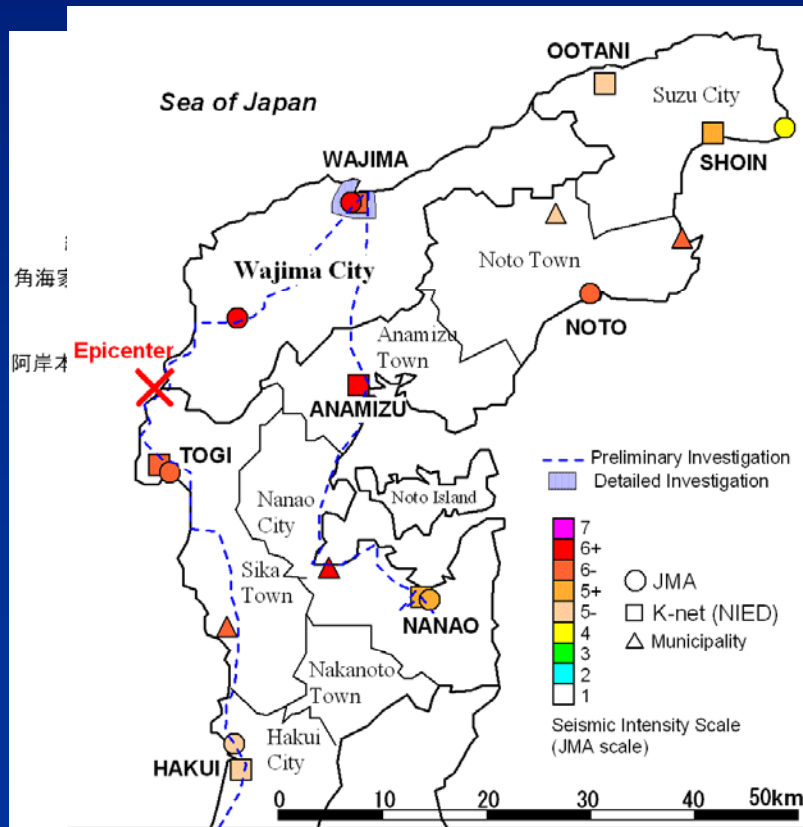 OOTANI
Sea of Japan
Suzu City
SHOIN
WAJIMA
Wajima City
Noto Town
角海家
NOTO
Anamizu
Town
Epicenter
阿岸本
ANAMIZU
TOGI
Preliminary Investigation
Detailed Investigation
Nanao
City
Noto Island
7
6+
6-
5+
5-
4
3
2
1
JMA
K-net (NIED)
Municipality
Sika
Town
NANAO
Nakanoto
Town
Seismic Intensity Scale
(JMA scale)
Hakui
City
HAKUI
0 10 20 30 40 50km